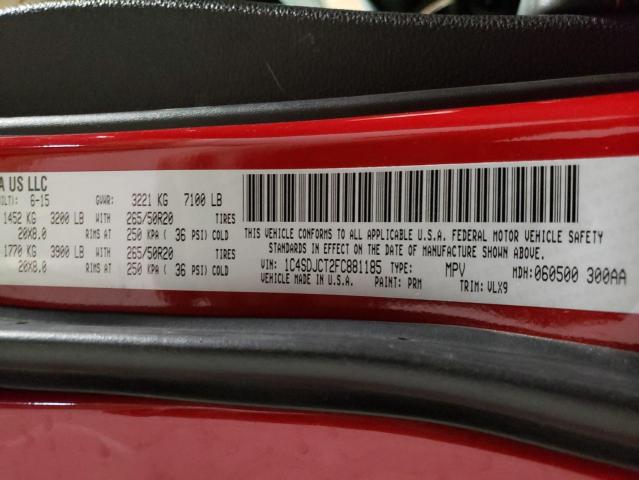 A US LLC
ILT): 6-15 GVWR: 3221 KG 7100 LB
1452 KG 3200 LB WITH 265/50R20 TIRES
20X8.0 RIMS AT 250 KPA( 36 PSI) COLD
1770 KG 3900 LB WITH 265/50R20 TIRES
20X8.0 RIMS AT 250 KPA( 36 PSI) COLD
THIS VEHICLE CONFORMS TO ALL APPLICABLE U.S.A. FEDERAL MOTOR VEHICLE SAFETY
STANDARDS IN EFFECT ON THE DATE OF MANUFACTURE SHOWN ABOVE.
VIN: 1C4SDJCT2FC881185 TYPE: MPV MDH: 060500 300AA
VEHICLE MADE IN U.S.A. PAINT: PRM TRIM: VLX9